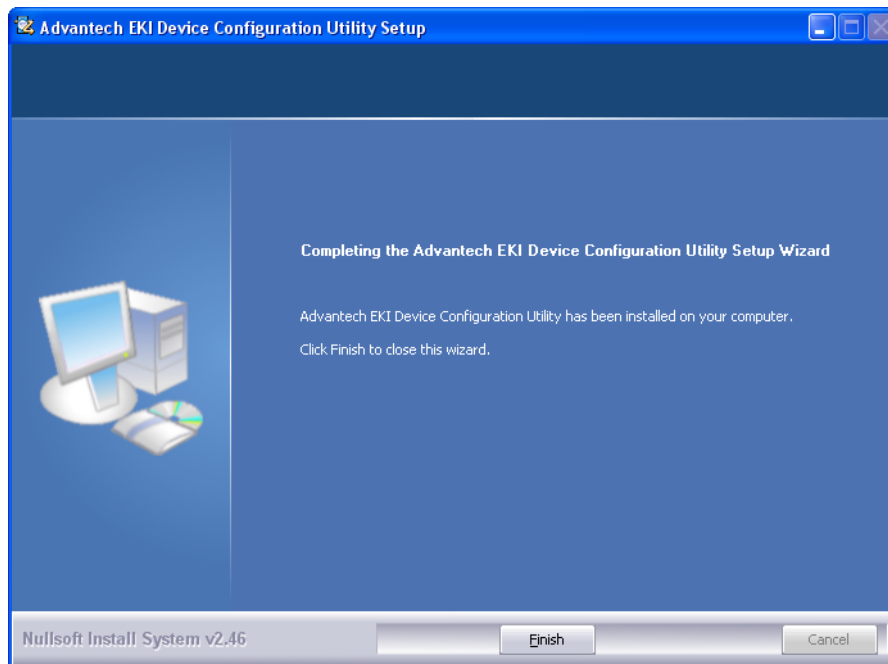 Advantech EKI Device Configuration Utility Setup
Completing the Advantech EKI Device Configuration Utility Setup Wizard
Advantech EKI Device Configuration Utility has been installed on your computer.
Click Finish to close this wizard.
Nullsoft Install System v2.46
Finish
Cancel